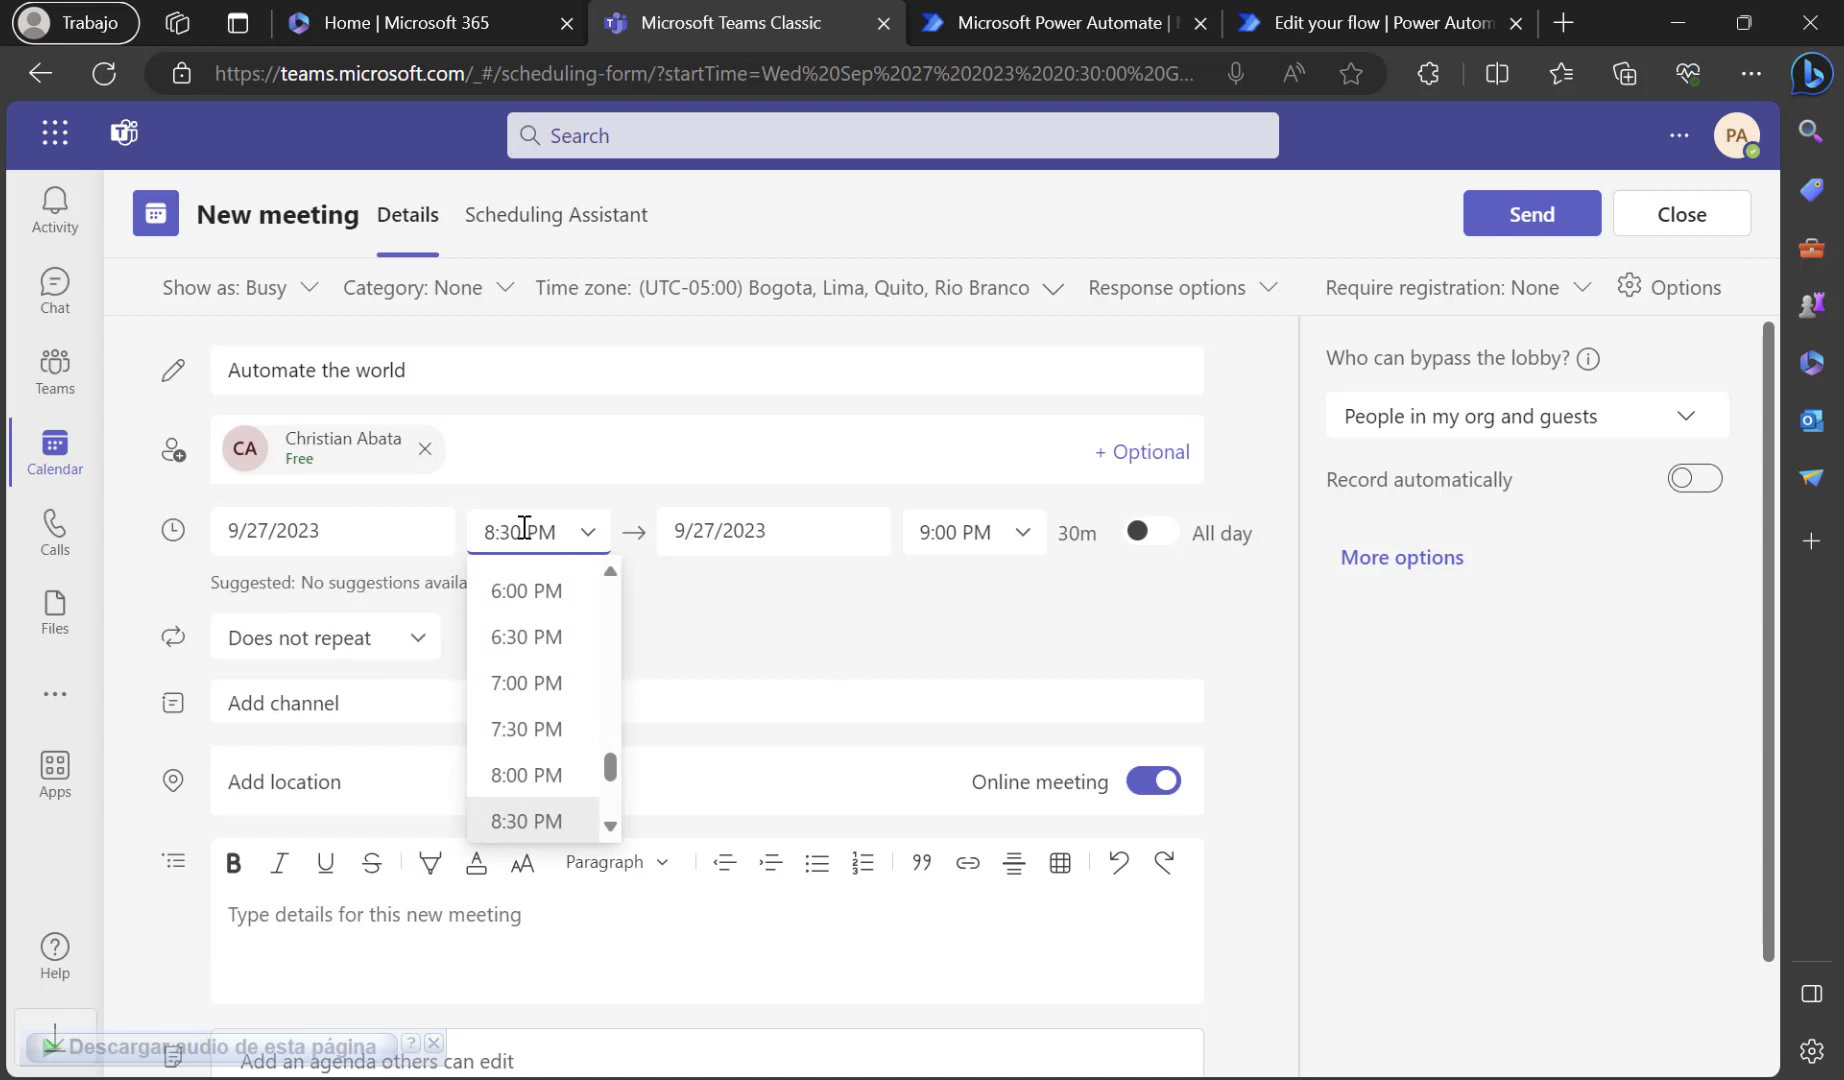 Trabajo
Home | Microsoft 365
Microsoft Teams Classic
Microsoft Power Automate |
Edit your flow | Power Autom
https://teams.microsoft.com/_#/scheduling-form/?startTime=Wed%20Sep%2027%202023%2020:30:00%20G...
Search
PA
Activity
Chat
Teams
Calendar
Calls
Files
Apps
Help
New meeting
Details
Scheduling Assistant
Send
Close
Show as: Busy
Category: None
Time zone: (UTC-05:00) Bogota, Lima, Quito, Rio Branco
Response options
Require registration: None
Options
Automate the world
CA
Christian Abata
Free
+ Optional
9/27/2023
8:30 PM
9/27/2023
9:00 PM
30m
All day
Suggested: No suggestions availa
6:00 PM
6:30 PM
7:00 PM
7:30 PM
8:00 PM
8:30 PM
Does not repeat
Add channel
Add location
Online meeting
Paragraph
Type details for this new meeting
Add an agenda others can edit
Descargar audio de esta página
Who can bypass the lobby?
People in my org and guests
Record automatically
More options